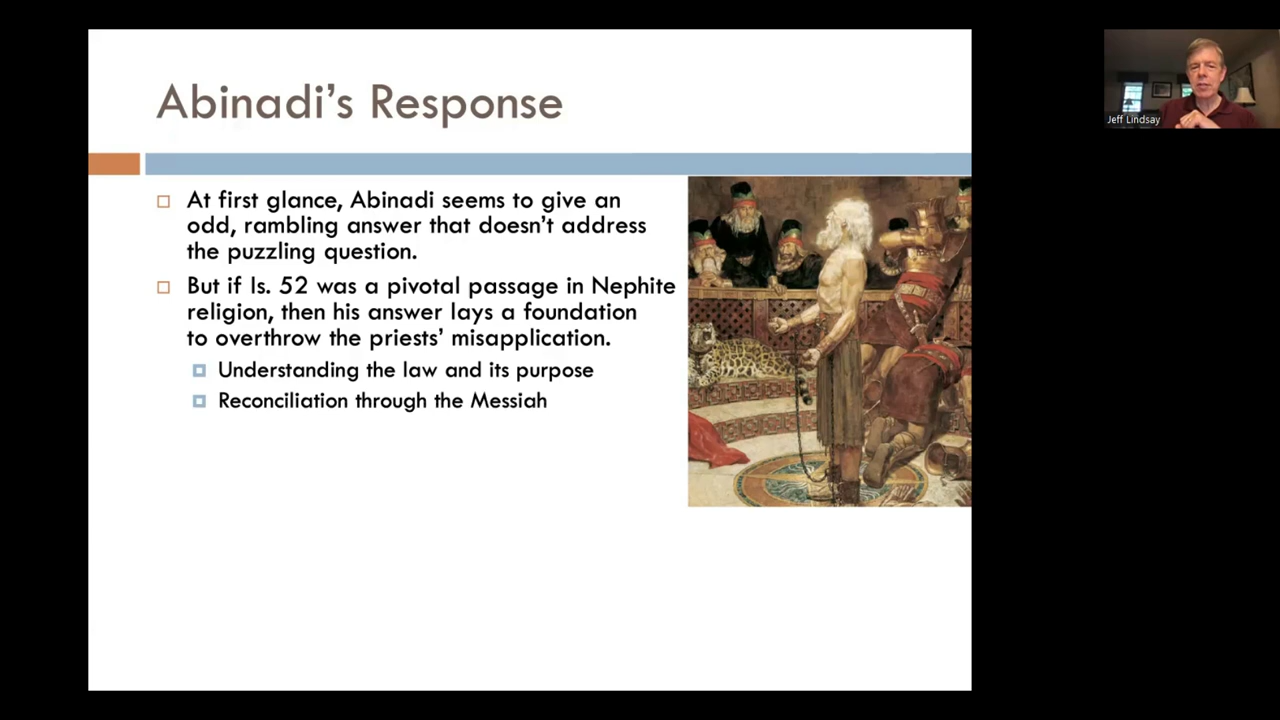 Abinadi’s Response
At first glance, Abinadi seems to give an
odd, rambling answer that doesn’t address
the puzzling question.
But if Is. 52 was a pivotal passage in Nephite
religion, then his answer lays a foundation
to overthrow the priests’ misapplication.
Understanding the law and its purpose
Reconciliation through the Messiah
Jeff Lindsay